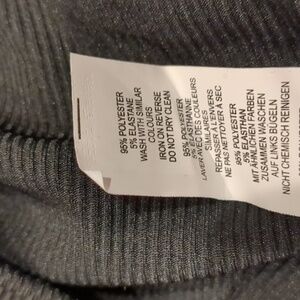 95% POLYESTER
5% ELASTANE
WASH WITH SIMILAR
COLOURS
IRON ON REVERSE
DO NOT DRY CLEAN
95% POLYESTER
5% ELASTHANNE
LAVER AVEC DES COULEURS
SIMILAIRES
REPASSER À L'ENVERS
NE PAS NETTOYER À SEC
95% POLYESTER
5% ELASTHAN
MIT ÄHNLICHEN FARBEN
ZUSAMMEN WASCHEN
AUF LINKS BÜGELN
NICHT CHEMISCH REINIGEN